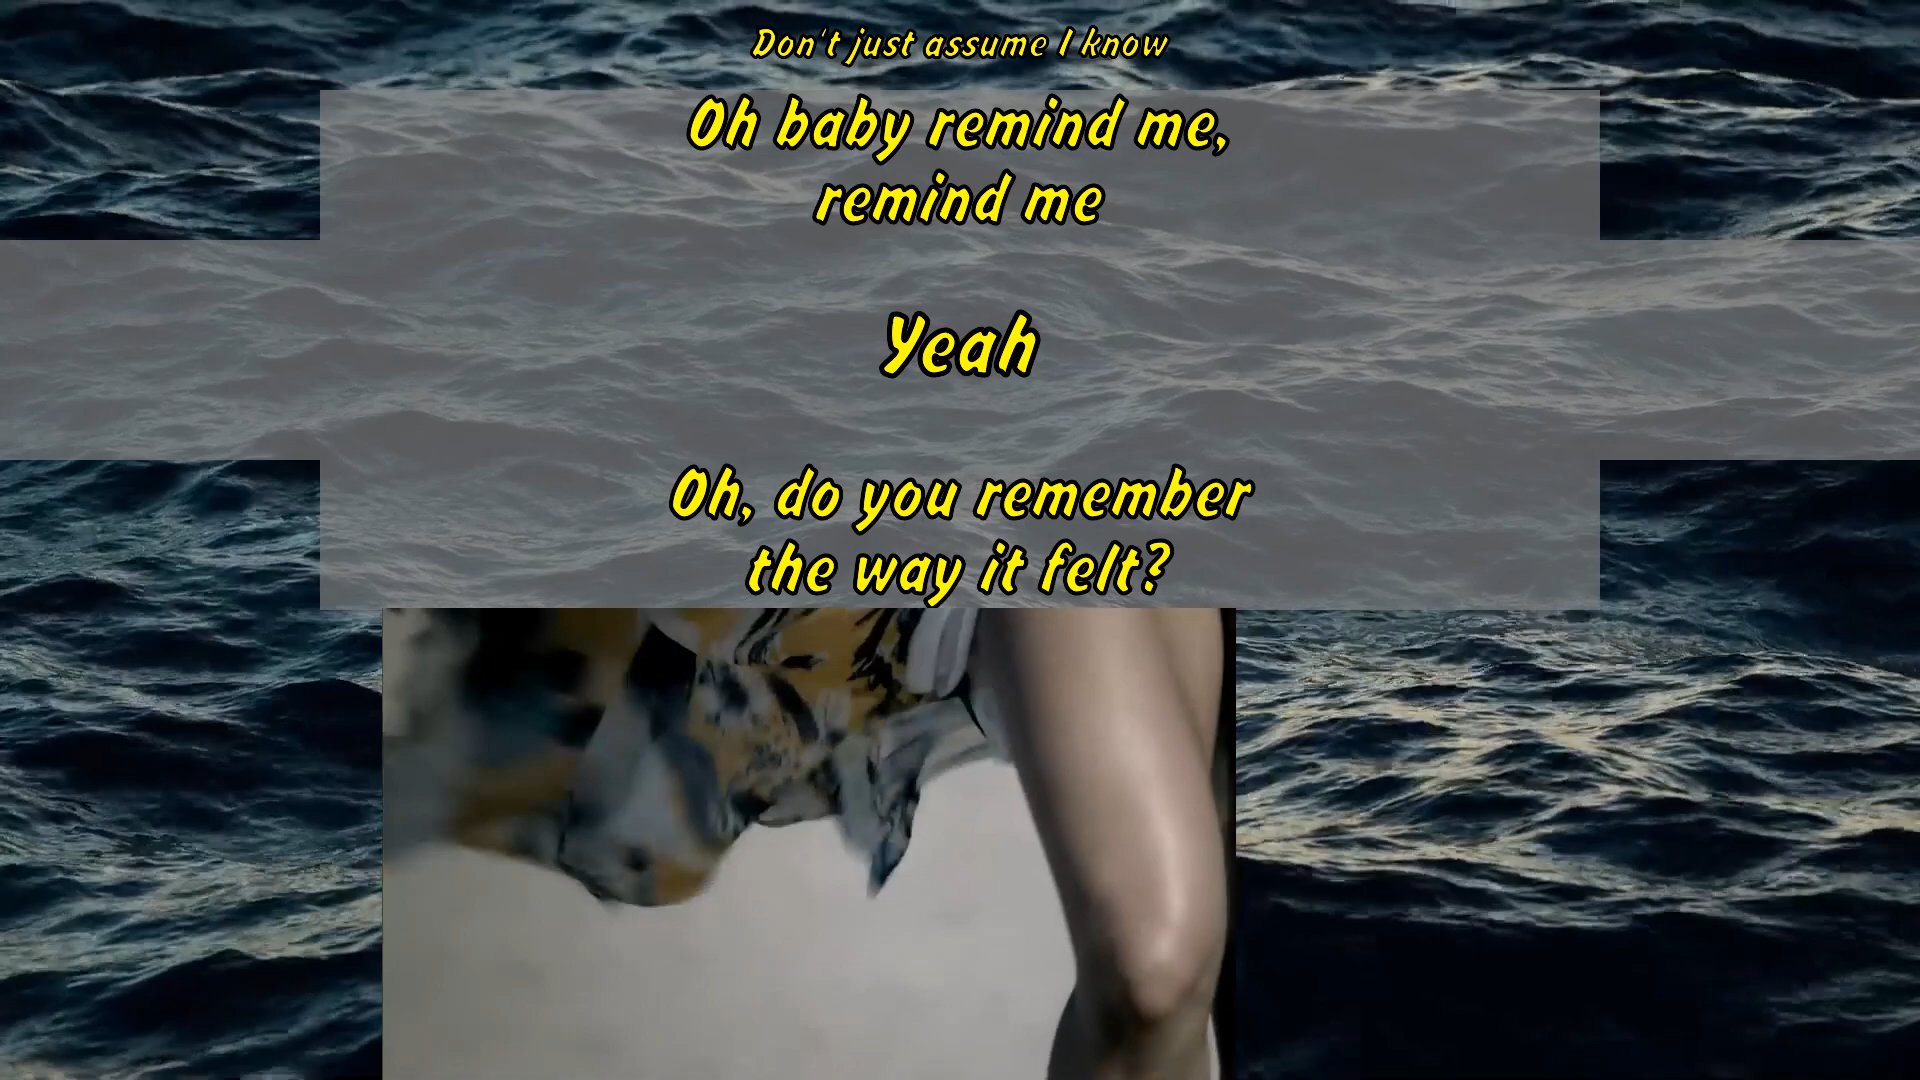 Don't just assume I know
Oh baby remind me,
remind me
Yeah
Oh, do you remember
the way it felt?